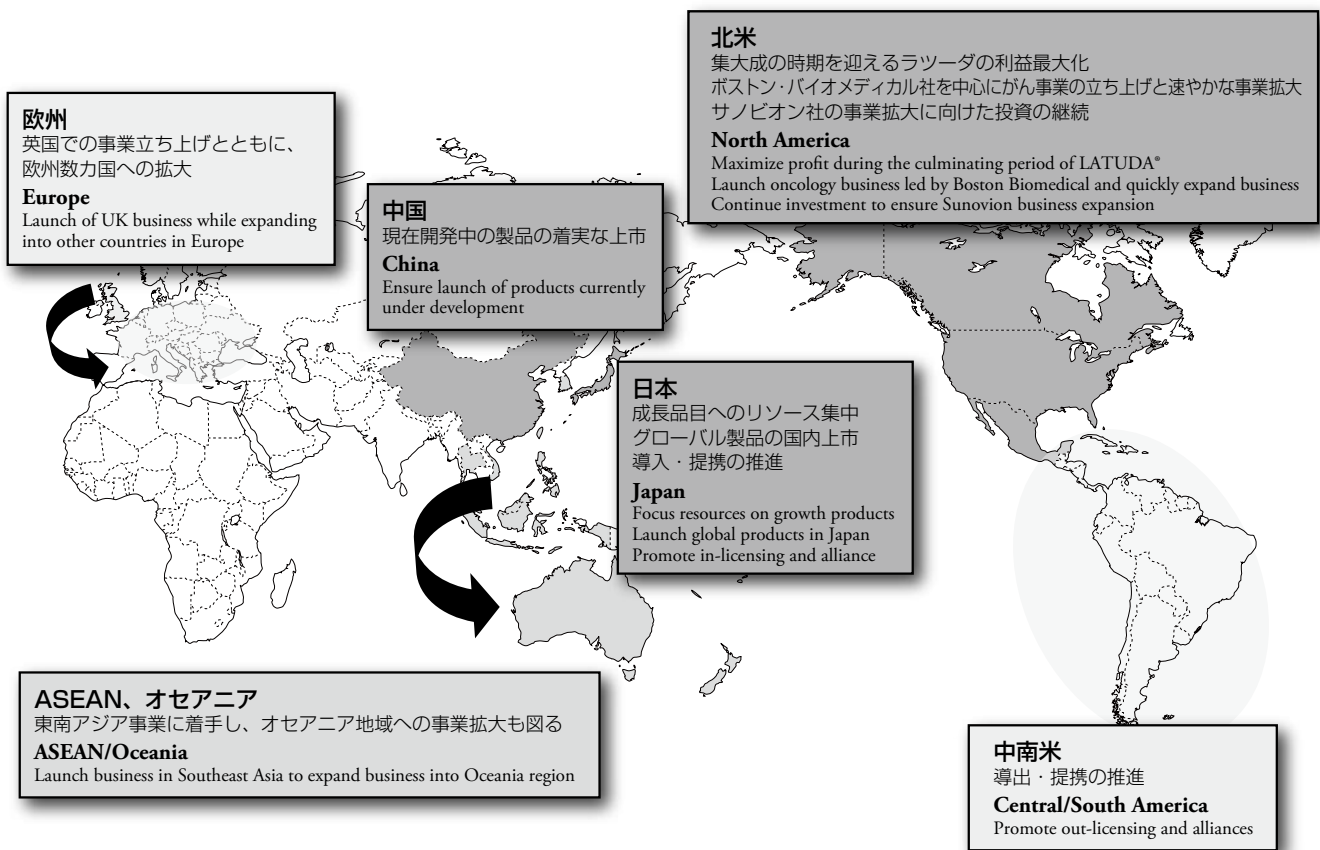 北米
集大成の時期を迎えるラツーダの利益最大化
ボストン・バイオメディカル社を中心にがん事業の立ち上げと速やかな事業拡大
サノビオン社の事業拡大に向けた投資の継続
North America
Maximize profit during the culminating period of LATUDA®
Launch oncology business led by Boston Biomedical and quickly expand business
Continue investment to ensure Sunovion business expansion
欧州
英国での事業立ち上げとともに、
欧州数カ国への拡大
Europe
Launch of UK business while expanding
into other countries in Europe
中国
現在開発中の製品の着実な上市
China
Ensure launch of products currently
under development
日本
成長品目へのリソース集中
グローバル製品の国内上市
導入・提携の推進
Japan
Focus resources on growth products
Launch global products in Japan
Promote in-licensing and alliance
ASEAN、オセアニア
東南アジア事業に着手し、オセアニア地域への事業拡大も図る
ASEAN/Oceania
Launch business in Southeast Asia to expand business into Oceania region
中南米
導出・提携の推進
Central/South America
Promote out-licensing and alliances